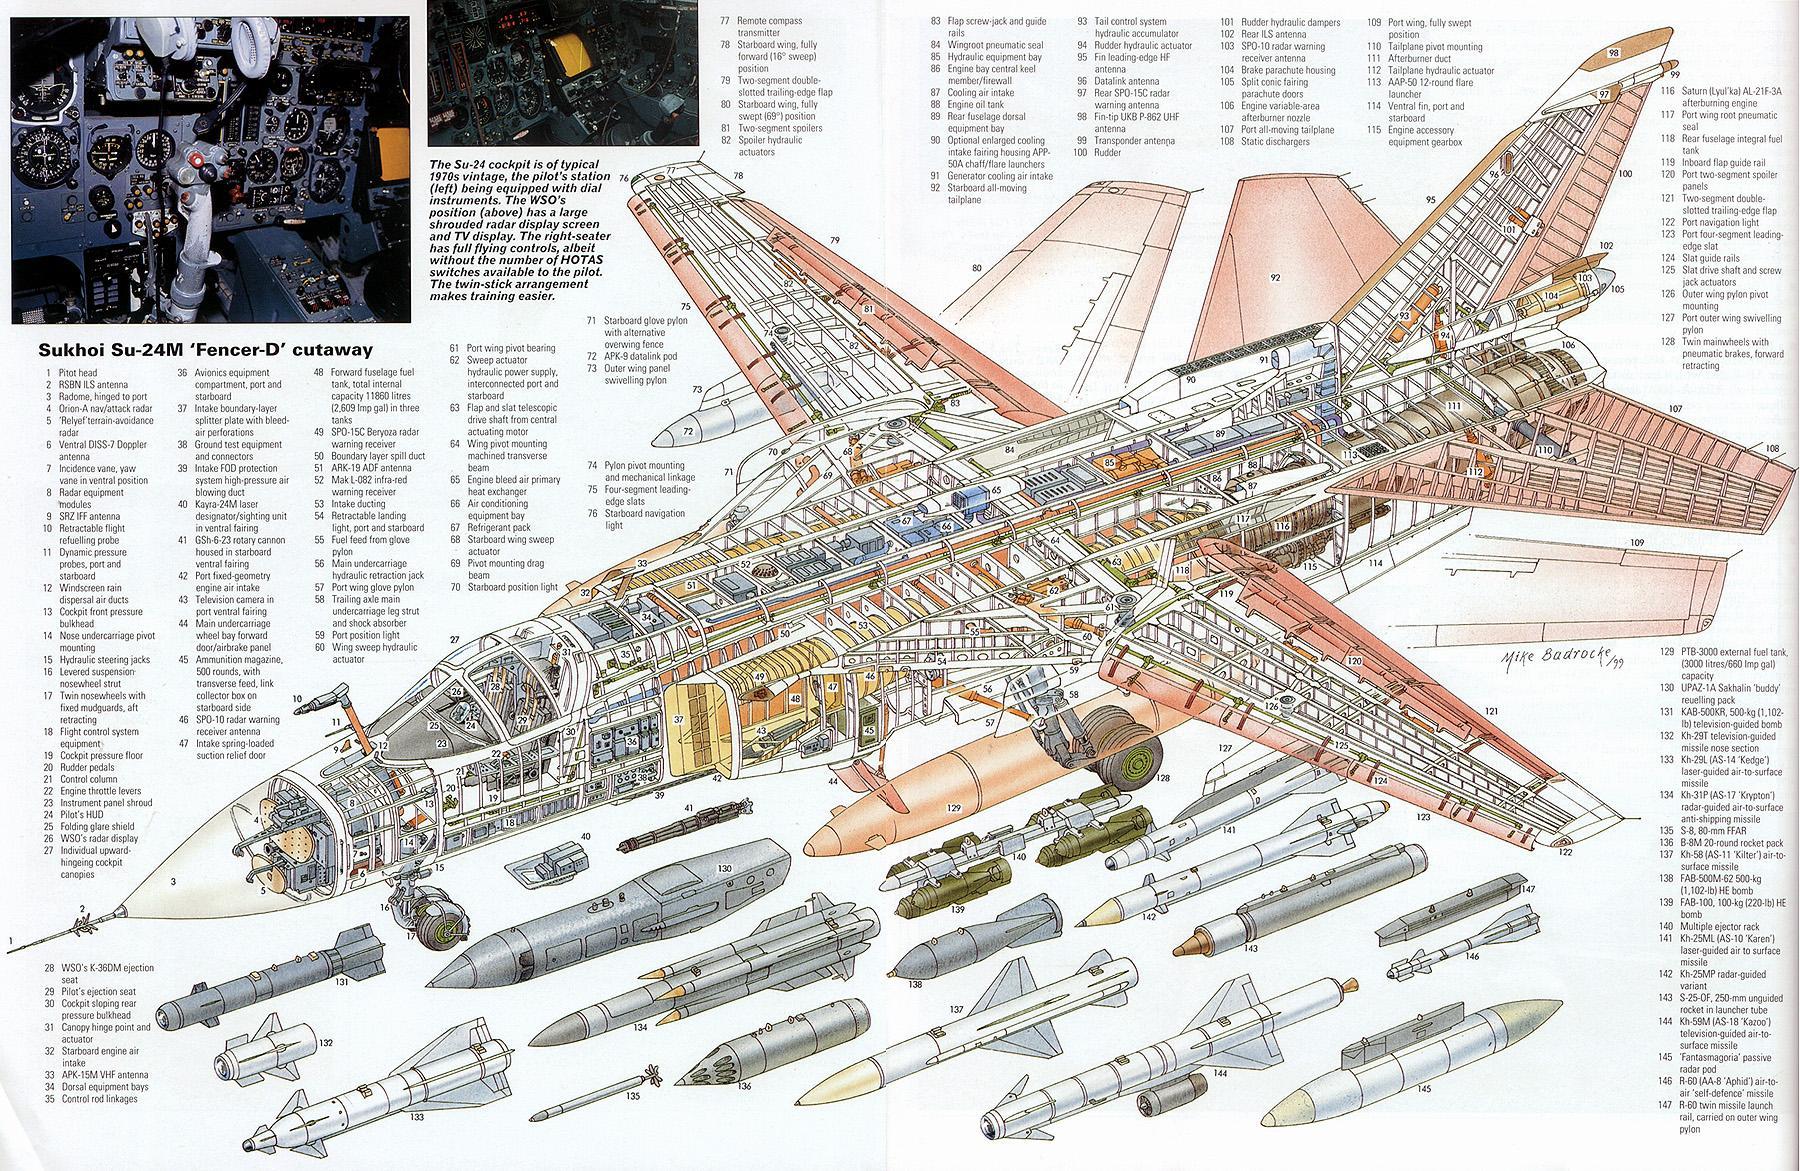 The Su-24 cockpit is of typical
1970s vintage, the pilot's station
(left) being equipped with dial
instruments. The WSO's
position (above) has a large
shrouded radar display screen
and TV display. The right-seater
has full flying controls, albeit
without the number of HOTAS
switches available to the pilot.
The twin-stick arrangement
makes training easier.
Sukhoi Su-24M 'Fencer-D' cutaway
1 Pitot head
2 RSBN ILS antenna
3 Radome, hinged to port
4 Orion-A nav/attack radar
5 'Relyef' terrain-avoidance
radar
6 Ventral DISS-7 Doppler
antenna
7 Incidence vane, yaw
vane in ventral position
8 Radar equipment
modules
9 SRZ IFF antenna
10 Retractable flight
refuelling probe
11 Dynamic pressure
probes, port and
starboard
12 Windscreen rain
dispersal air ducts
13 Cockpit front pressure
bulkhead
14 Nose undercarriage pivot
mounting
15 Hydraulic steering jacks
16 Levered suspension
nosewheel strut
17 Twin nosewheels with
fixed mudguards, aft
retracting
18 Flight control system
equipment
19 Cockpit pressure floor
20 Rudder pedals
21 Control column
22 Engine throttle levers
23 Instrument panel shroud
24 Pilot's HUD
25 Folding glare shield
26 WSO's radar display
27 Individual upward-
hingeing cockpit
canopies
28 WSO's K-36DM ejection
seat
29 Pilot's ejection seat
30 Cockpit sloping rear
pressure bulkhead
31 Canopy hinge point and
actuator
32 Starboard engine air
intake
33 APK-15M VHF antenna
34 Dorsal equipment bays
35 Control rod linkages
36 Avionics equipment
compartment, port and
starboard
37 Intake boundary-layer
splitter plate with bleed-
air perforations
38 Ground test equipment
and connectors
39 Intake FOD protection
system high-pressure air
blowing duct
40 Kayra-24M laser
designator/sighting unit
in ventral fairing
41 GSh-6-23 rotary cannon
housed in starboard
ventral fairing
42 Port fixed-geometry
engine air intake
43 Television camera in
port ventral fairing
44 Main undercarriage
wheel bay forward
door/airbrake panel
45 Ammunition magazine,
500 rounds, with
transverse feed, link
collector box on
starboard side
46 SPO-10 radar warning
receiver antenna
47 Intake spring-loaded
suction relief door
48 Forward fuselage fuel
tank, total internal
capacity 11860 litres
(2,609 Imp gal) in three
tanks
49 SPO-15C Beryoza radar
warning receiver
50 Boundary layer spill duct
51 ARK-19 ADF antenna
52 Mak L-082 infra-red
warning receiver
53 Intake ducting
54 Retractable landing
light, port and starboard
55 Fuel feed from glove
pylon
56 Main undercarriage
hydraulic retraction jack
57 Port wing glove pylon
58 Trailing axle main
undercarriage leg strut
and shock absorber
59 Port position light
60 Wing sweep hydraulic
actuator
61 Port wing pivot bearing
62 Sweep actuator
hydraulic power supply,
interconnected port and
starboard
63 Flap and slat telescopic
drive shaft from central
actuating motor
64 Wing pivot mounting
machined transverse
beam
65 Engine bleed air primary
heat exchanger
66 Air conditioning
equipment bay
67 Refrigerant pack
68 Starboard wing sweep
actuator
69 Pivot mounting drag
beam
70 Starboard position light
71 Starboard glove pylon
with alternative
overwing fence
72 APK-9 datalink pod
73 Outer wing panel
swivelling pylon
74 Pylon pivot mounting
and mechanical linkage
75 Four-segment leading-
edge slats
76 Starboard navigation
light
77 Remote compass
transmitter
78 Starboard wing, fully
forward (16° sweep)
position
79 Two-segment double-
slotted trailing-edge flap
80 Starboard wing, fully
swept (69°) position
81 Two-segment spoilers
82 Spoiler hydraulic
actuators
83 Flap screw-jack and guide
rails
84 Wingroot pneumatic seal
85 Hydraulic equipment bay
86 Engine bay central keel
member/firewall
87 Cooling air intake
88 Engine oil tank
89 Rear fuselage dorsal
equipment bay
90 Optional enlarged cooling
intake fairing housing APP-
50A chaff/flare launchers
91 Generator cooling air intake
92 Starboard all-moving
tailplane
93 Tail control system
hydraulic accumulator
94 Rudder hydraulic actuator
95 Fin leading-edge HF
antenna
96 Datalink antenna
97 Rear SPO-15C radar
warning antenna
98 Fin-tip UKB P-862 UHF
antenna
99 Transponder antenna
100 Rudder
101 Rudder hydraulic dampers
102 Rear ILS antenna
103 SPO-10 radar warning
receiver antenna
104 Brake parachute housing
105 Split conic fairing
parachute doors
106 Engine variable-area
afterburner nozzle
107 Port all-moving tailplane
108 Static dischargers
109 Port wing, fully swept
position
110 Tailplane pivot mounting
111 Afterburner duct
112 Tailplane hydraulic actuator
113 AAP-50 12-round flare
launcher
114 Ventral fin, port and
starboard
115 Engine accessory
equipment gearbox
116 Saturn (Lyul'ka) AL-21F-3A
afterburning engine
117 Port wing root pneumatic
seal
118 Rear fuselage integral fuel
tank
119 Inboard flap guide rail
120 Port two-segment spoiler
panels
121 Two-segment double-
slotted trailing-edge flap
122 Port navigation light
123 Port four-segment leading-
edge slat
124 Slat guide rails
125 Slat drive shaft and screw
jack actuators
126 Outer wing pylon pivot
mounting
127 Port outer wing swivelling
pylon
128 Twin mainwheels with
pneumatic brakes, forward
retracting
Mike Badrocke/99
129 PTB-3000 external fuel tank,
(3000 litres/660 Imp gal)
capacity
130 UPAZ-1A Sakhalin 'buddy'
reuelling pack
131 KAB-500KR, 500-kg (1,102-
lb) television-guided bomb
132 Kh-29T television-guided
missile nose section
133 Kh-29L (AS-14 'Kedge')
laser-guided air-to-surface
missile
134 Kh-31P (AS-17 'Krypton')
radar-guided air-to-surface
anti-shipping missile
135 S-8, 80-mm FFAR
136 B-8M 20-round rocket pack
137 Kh-58 (AS-11 'Kilter') air-to-
surface missile
138 FAB-500M-62 500-kg
(1,102-lb) HE bomb
139 FAB-100, 100-kg (220-lb) HE
bomb
140 Multiple ejector rack
141 Kh-25ML (AS-10 'Karen')
laser-guided air to surface
missile
142 Kh-25MP radar-guided
variant
143 S-25-OF, 250-mm unguided
rocket in launcher tube
144 Kh-59M (AS-18 'Kazoo')
television-guided air-to-
surface missile
145 'Fantasmagoria' passive
radar pod
146 R-60 (AA-8 'Aphid') air-to-
air 'self-defence' missile
147 R-60 twin missile launch
rail, carried on outer wing
pylon